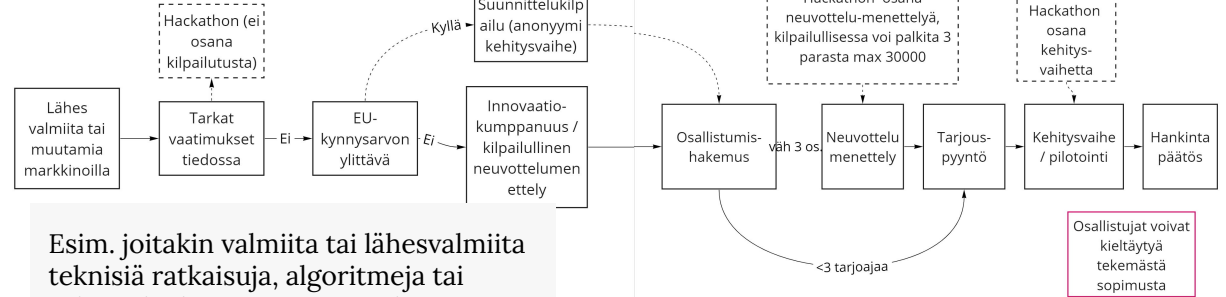 Hackathon (ei
osana
kilpailutusta)
Kyllä
Suunnittelukilp
ailu (anonyymi
kehitysvaihe)
Hackathon osana
neuvottelu-menettelyä,
kilpailullisessa voi palkita 3
parasta max 30000
Hackathon
osana
kehitys-
vaihetta
Lähes
valmiita tai
muutamia
markkinoilla
Tarkat
vaatimukset
tiedossa
Ei
EU-
kynnysarvon
ylittävä
Ei
Innovaatio-
kumppanuus /
kilpailullinen
neuvottelumen
ettely
Osallistumis-
hakemus
väh 3 os.
Neuvottelu
menettely
Tarjous-
pyyntö
Kehitysvaihe
/ pilotointi
Hankinta
päätös
<3 tarjoajaa
Osallistujat voivat
kieltäytyä
tekemästä
sopimusta
Esim. joitakin valmiita tai lähesvalmiita
teknisiä ratkaisuja, algoritmeja tai